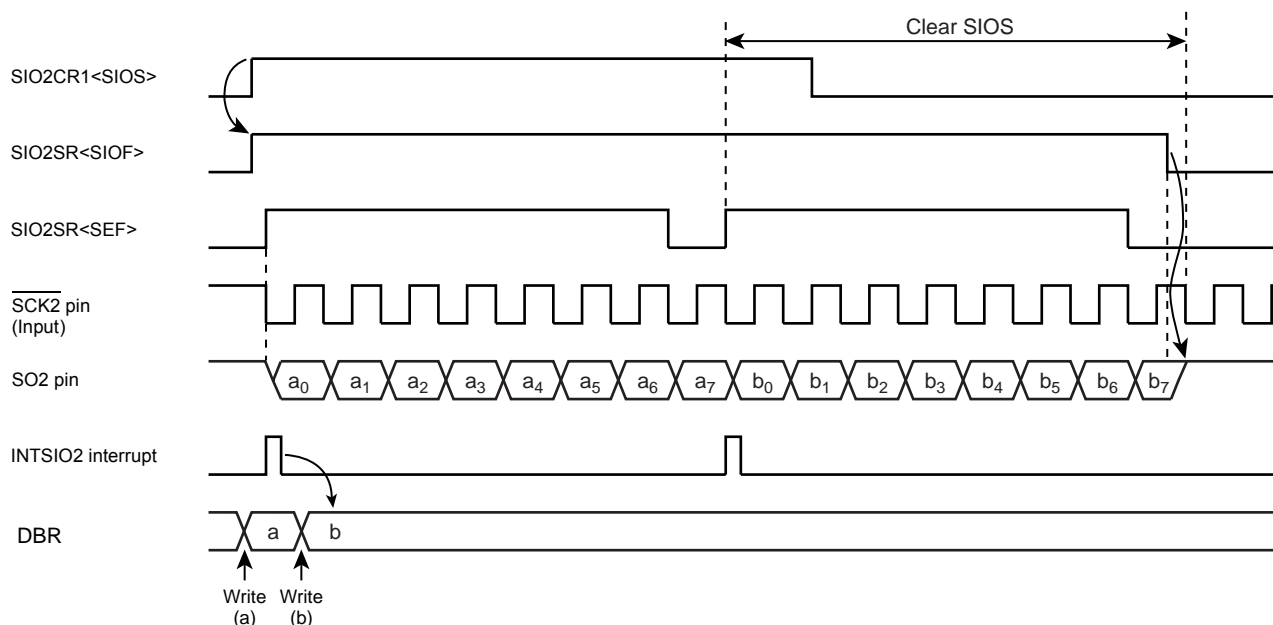 Clear SIOS
SIO2CR1<SIOS>
SIO2SR<SIOF>
SIO2SR<SEF>
SCK2 pin
(Input)
SO2 pin
a0 a1 a2 a3 a4 a5 a6 a7 b0 b1 b2 b3 b4 b5 b6 b7
INTSIO2 interrupt
DBR
a b
Write Write
(a) (b)